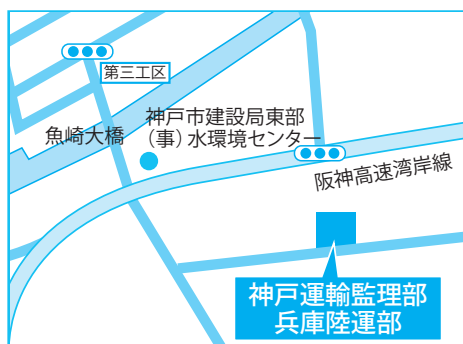 第三工区
神戸市建設局東部
（事）水環境センター
魚崎大橋
阪神高速湾岸線
神戸運輸監理部
兵庫陸運部